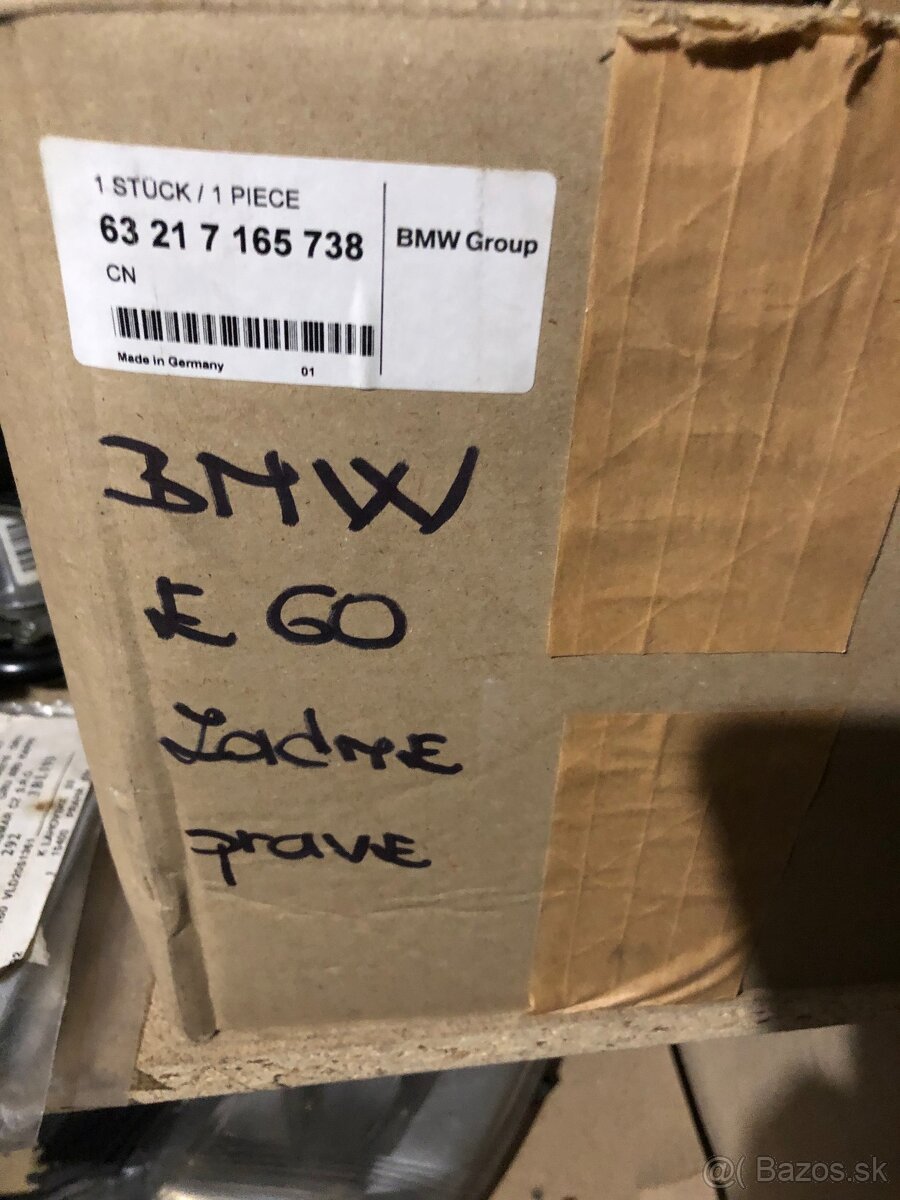 1 STÜCK / 1 PIECE
63 21 7 165 738
CN
BMW Group
Made in Germany
01
BMW
E 60
Zadne
prave
292
@( Bazos.sk